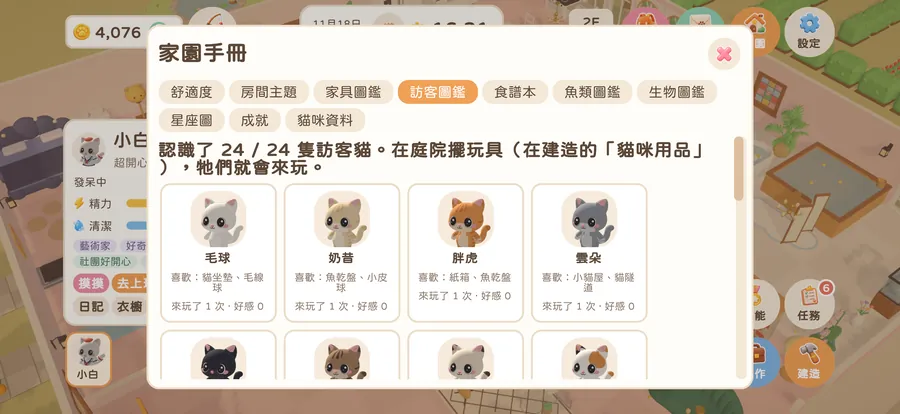 4,076
11月18日
2F
設定
家園手冊
舒適度
房間主題
家具圖鑑
訪客圖鑑
食譜本
魚類圖鑑
生物圖鑑
星座圖
成就
貓咪資料
認識了 24 / 24 隻訪客貓。在庭院擺玩具（在建造的「貓咪用品」
），牠們就會來玩。
毛球
喜歡：貓坐墊、毛線
球
來玩了 1 次 · 好感 0
奶昔
喜歡：魚乾盤、小皮
球
來玩了 1 次 · 好感 0
胖虎
喜歡：紙箱、魚乾盤
來玩了 1 次 · 好感 0
雲朵
喜歡：小貓屋、貓隧
道
來玩了 1 次 · 好感 0
小白
超開心
發呆中
精力
清潔
藝術家
好奇
社團好開心
摸摸
去上
日記
衣櫥
小白
能
6
任務
作
建造